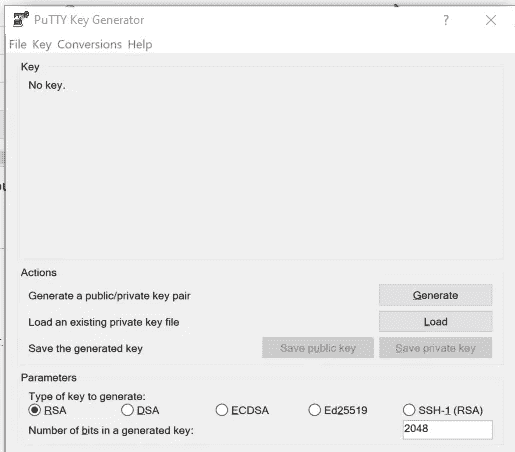 PuTTY Key Generator
? 
File Key Conversions Help
Key
No key.
Actions
Generate a public/private key pair Generate
Load an existing private key file Load
Save the generated key Save public key Save private key
Parameters
Type of key to generate:
RSA DSA ECDSA Ed25519 SSH-1 (RSA)
Number of bits in a generated key: 2048